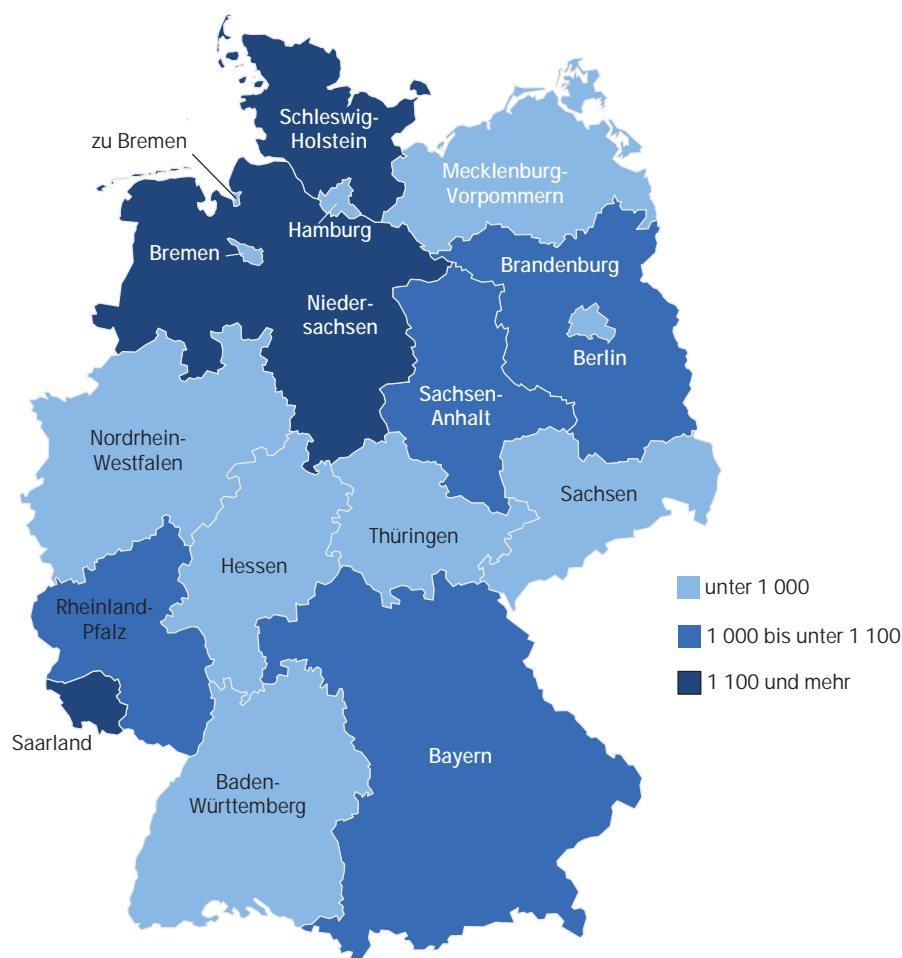 Schleswig-
Holstein
zu Bremen
Mecklenburg-
Vorpommern
Hamburg
Bremen
Brandenburg
Nieder-
sachsen
Berlin
Sachsen-
Anhalt
Nordrhein-
Westfalen
Sachsen
Thüringen
Hessen
unter 1 000
Rheinland-
Pfalz
1 000 bis unter 1 100
1 100 und mehr
Saarland
Bayern
Baden-
Württemberg